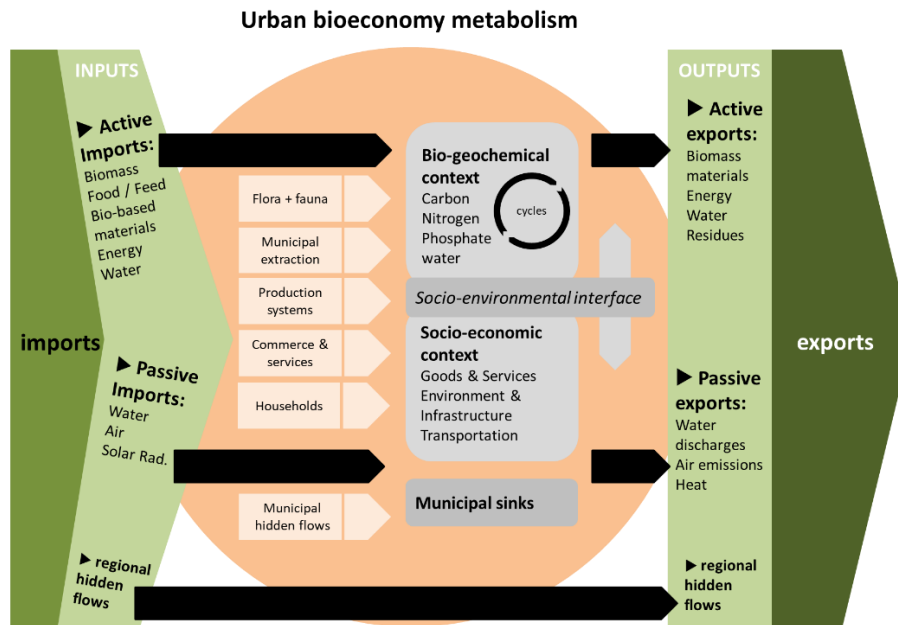 Urban bioeconomy metabolism
imports
INPUTS
▶ Active
Imports:
Biomass
Food / Feed
Bio-based
materials
Energy
Water
▶ Passive
Imports:
Water
Air
Solar Rad.
▶ regional
hidden
flows
Flora + fauna
Municipal
extraction
Production
systems
Commerce &
services
Households
Municipal
hidden flows
Bio-geochemical
context
Carbon
Nitrogen
Phosphate
water
cycles
Socio-environmental interface
Socio-economic
context
Goods & Services
Environment &
Infrastructure
Transportation
Municipal sinks
OUTPUTS
▶ Active
exports:
Biomass
materials
Energy
Water
Residues
▶ Passive
exports:
Water
discharges
Air emissions
Heat
▶ regional
hidden
flows
exports